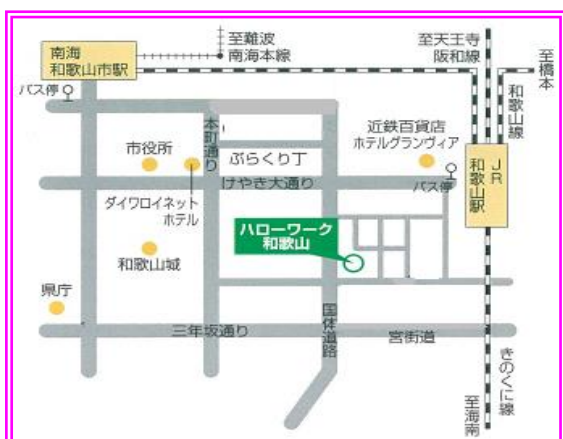 南海
和歌山市駅
至難波
南海本線
至天王寺
阪和線
至橋本
和歌山線
バス停
本町通り
市役所
ぶらくり丁
近鉄百貨店
ホテルグランヴィア
バス停
JR
和歌山駅
けやき大通り
ダイワロイネット
ホテル
ハローワーク
和歌山
和歌山城
県庁
三年坂通り
国体道路
宮街道
きのくに線
至海南